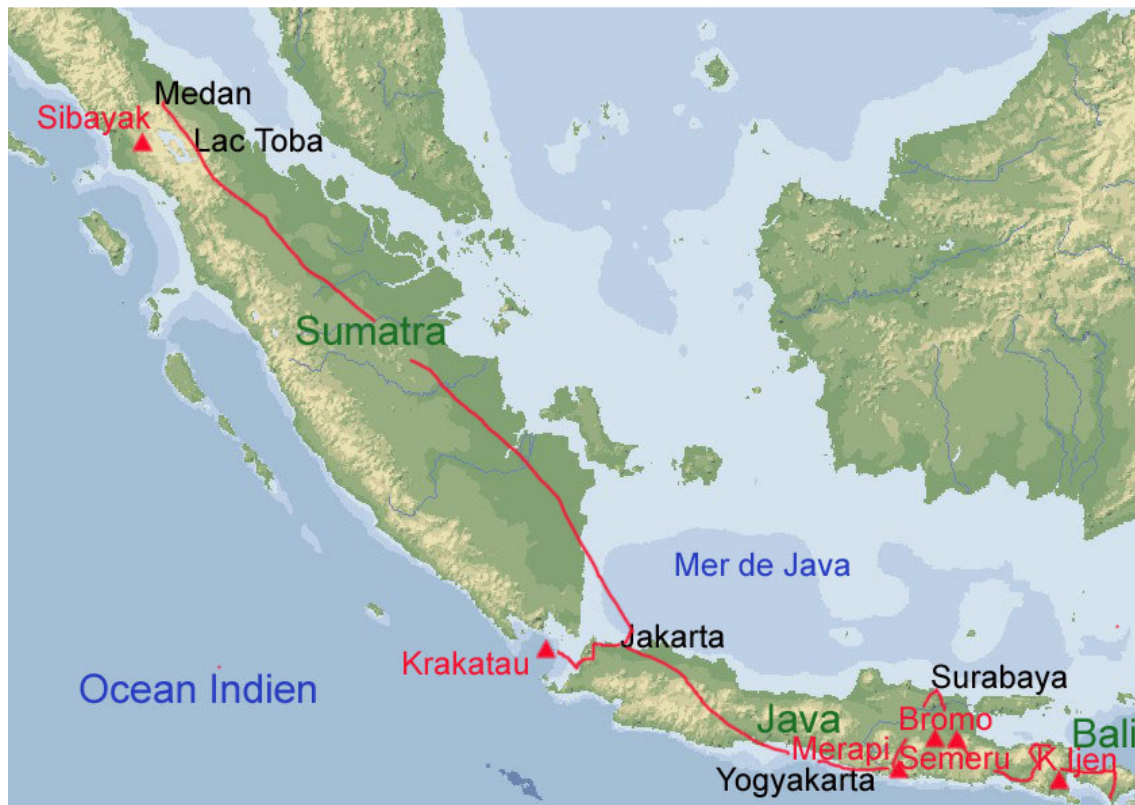 Medan
Sibayak
Lac Toba
Sumatra
Mer de Java
Jakarta
Krakatau
Ocean Indien
Surabaya
Java
Bromo
Bali
Merapi
Semeru
K.Ijen
Yogyakarta